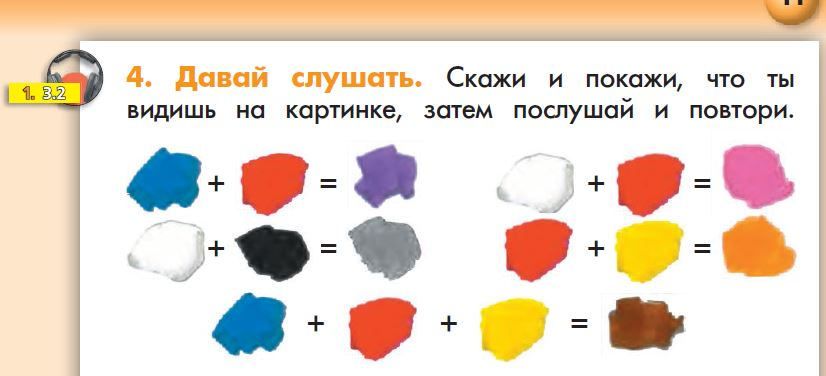 1. 3.2
4. Давай слушать. Скажи и покажи, что ты
видишь на картинке, затем послушай и повтори.
+ = + =
+ = + =
+ + =